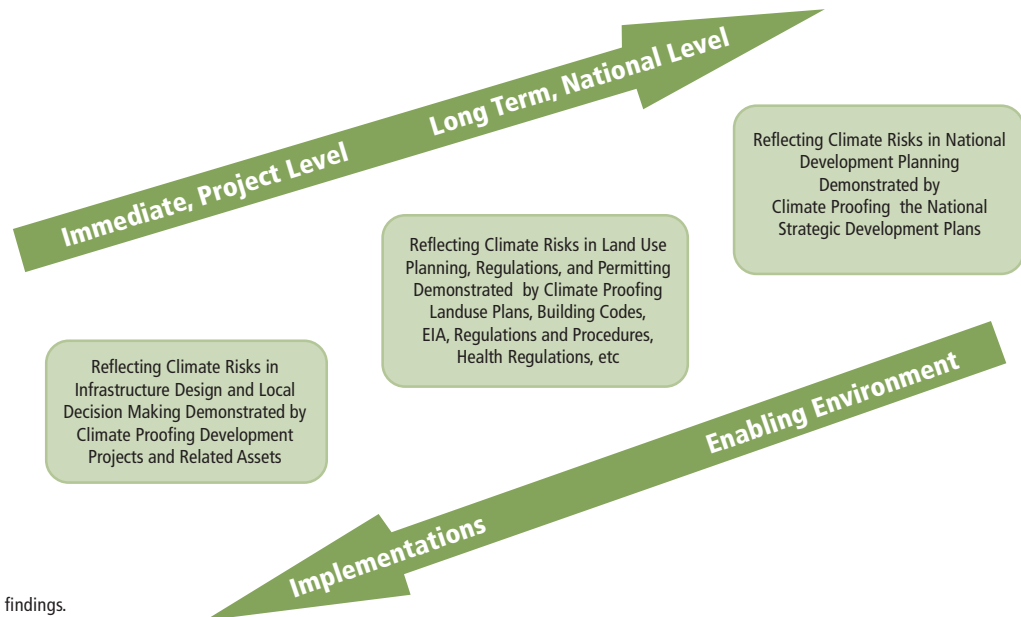 Immediate, Project Level Long Term, National Level
Reflecting Climate Risks in National
Development Planning
Demonstrated by
Climate Proofing the National
Strategic Development Plans
Reflecting Climate Risks in Land Use
Planning, Regulations, and Permitting
Demonstrated by Climate Proofing
Landuse Plans, Building Codes,
EIA, Regulations and Procedures,
Health Regulations, etc
Reflecting Climate Risks in
Infrastructure Design and Local
Decision Making Demonstrated by
Climate Proofing Development
Projects and Related Assets
Implementations Enabling Environment
findings.